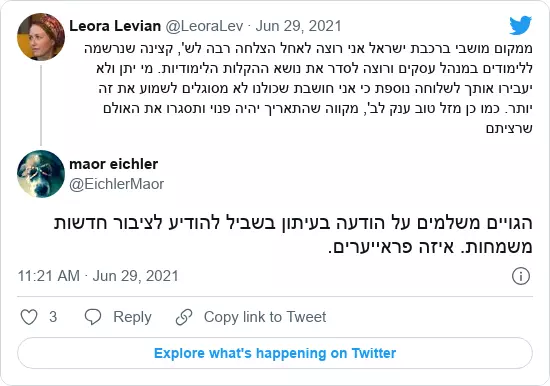 Leora Levian @LeoraLev · Jun 29, 2021
ממקום מושבי ברכבת ישראל אני רוצה לאחל הצלחה רבה לש', קצינה שנרשמה
ללימודים במנהל עסקים ורוצה לסדר את נושא ההקלות הלימודיות. מי יתן ולא
יעבירו אותך לשלוחה נוספת כי אני חושבת שכולנו לא מסוגלים לשמוע את זה
יותר. כמו כן מזל טוב ענק לב', מקווה שהתאריך יהיה פנוי ותסגרו את האולם
שרציתם
maor eichler
@EichlerMaor
הגויים משלמים על הודעה בעיתון בשביל להודיע לציבור חדשות
משמחות. איזה פראייערים.
11:21 AM · Jun 29, 2021
3 Reply Copy link to Tweet
Explore what's happening on Twitter